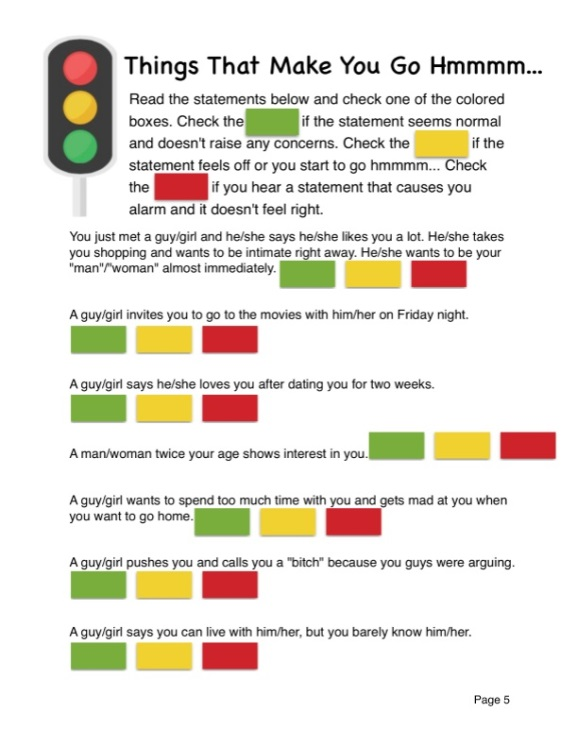 Things That Make You Go Hmmmm...
Read the statements below and check one of the colored
boxes. Check the if the statement seems normal
and doesn't raise any concerns. Check the if the
statement feels off or you start to go hmmmm... Check
the if you hear a statement that causes you
alarm and it doesn't feel right.
You just met a guy/girl and he/she says he/she likes you a lot. He/she takes
you shopping and wants to be intimate right away. He/she wants to be your
"man"/"woman" almost immediately.
A guy/girl invites you to go to the movies with him/her on Friday night.
A guy/girl says he/she loves you after dating you for two weeks.
A man/woman twice your age shows interest in you.
A guy/girl wants to spend too much time with you and gets mad at you when
you want to go home.
A guy/girl pushes you and calls you a "bitch" because you guys were arguing.
A guy/girl says you can live with him/her, but you barely know him/her.
Page 5